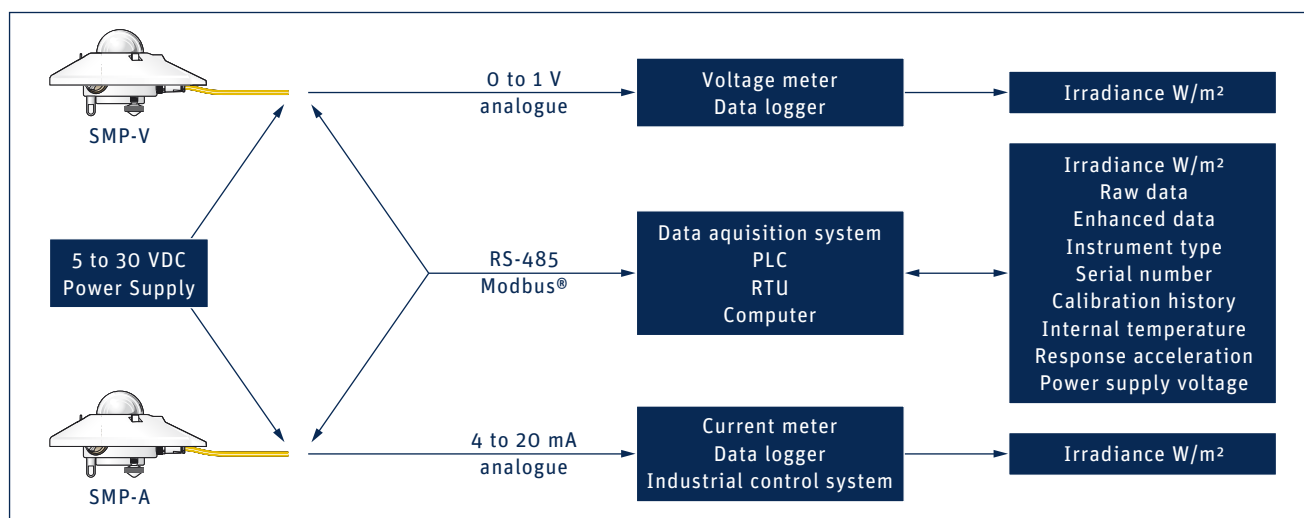 SMP-V
0 to 1 V
analogue
Voltage meter
Data logger
Irradiance W/m²
5 to 30 VDC
Power Supply
RS-485
Modbus®
Data aquisition system
PLC
RTU
Computer
Irradiance W/m²
Raw data
Enhanced data
Instrument type
Serial number
Calibration history
Internal temperature
Response acceleration
Power supply voltage
SMP-A
4 to 20 mA
analogue
Current meter
Data logger
Industrial control system
Irradiance W/m²